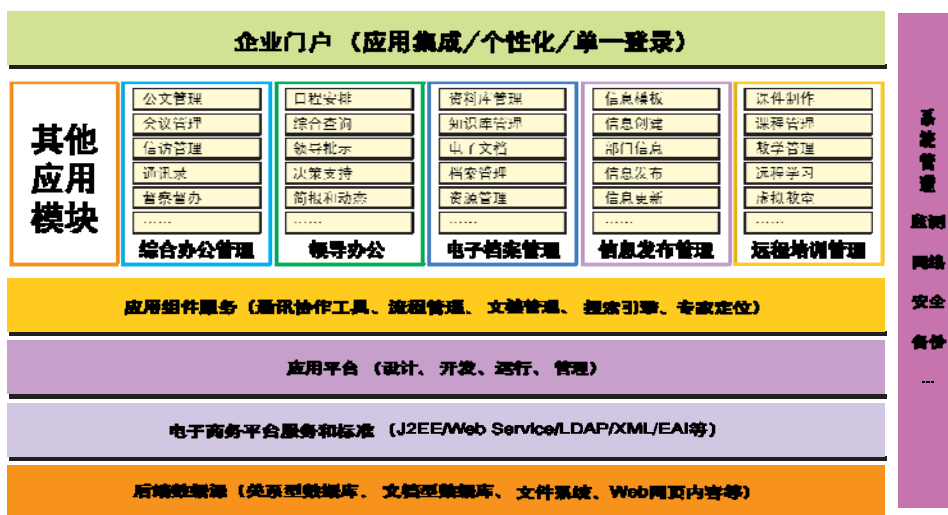 企业门户（应用集成/个性化/单一登录）
其他
应用
模块
公文管理
会议管理
信访管理
通讯录
督察督办
……
综合办公管理
日程安排
综合查询
领导批示
决策支持
简报和动态
……
领导办公
资料库管理
知识库管理
电子文档
档案管理
资源管理
……
电子档案管理
信息模板
信息创建
部门信息
信息发布
信息更新
……
信息发布管理
课件制作
课程管理
教学管理
远程学习
虚拟教室
……
远程培训管理
应用组件服务（通讯协作工具、流程管理、文档管理、搜索引擎、专家定位）
应用平台（设计、开发、运行、管理）
电子商务平台服务和标准（J2EE/Web Service/LDAP/XML/EAI等）
后端数据源（关系型数据库、文档型数据库、文件系统、Web网页内容等）
系统管理
监测
网络
安全
备份
...